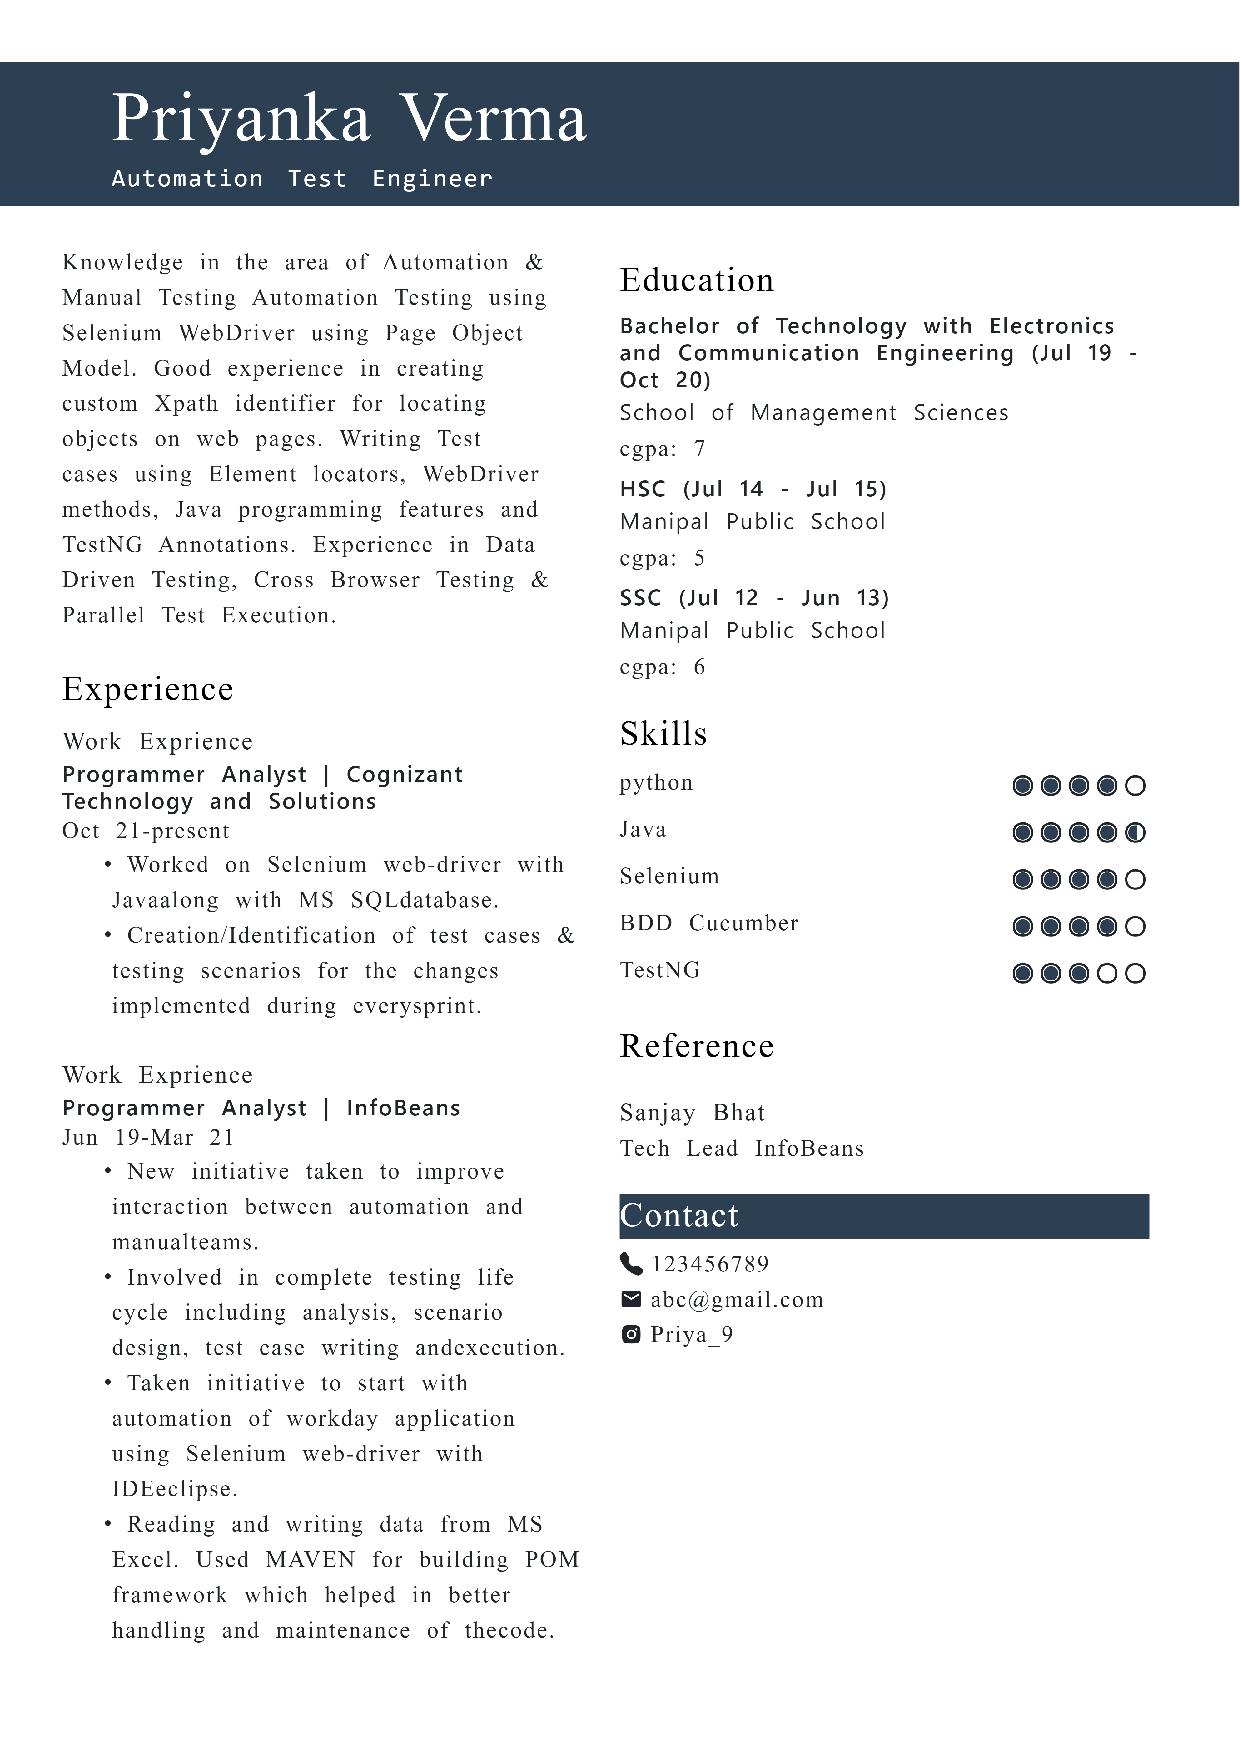 Priyanka Verma
Automation Test Engineer
Knowledge in the area of Automation &
Manual Testing Automation Testing using
Selenium WebDriver using Page Object
Model. Good experience in creating
custom Xpath identifier for locating
objects on web pages. Writing Test
cases using Element locators, WebDriver
methods, Java programming features and
TestNG Annotations. Experience in Data
Driven Testing, Cross Browser Testing &
Parallel Test Execution.
Experience
Work Exprience
Programmer Analyst | Cognizant
Technology and Solutions
Oct 21-present
• Worked on Selenium web-driver with
Javaalong with MS SQLdatabase.
• Creation/Identification of test cases &
testing scenarios for the changes
implemented during everysprint.
Work Exprience
Programmer Analyst | InfoBeans
Jun 19-Mar 21
• New initiative taken to improve
interaction between automation and
manualteams.
• Involved in complete testing life
cycle including analysis, scenario
design, test case writing andexecution.
• Taken initiative to start with
automation of workday application
using Selenium web-driver with
IDEeclipse.
• Reading and writing data from MS
Excel. Used MAVEN for building POM
framework which helped in better
handling and maintenance of thecode.
Education
Bachelor of Technology with Electronics
and Communication Engineering (Jul 19 -
Oct 20)
School of Management Sciences
cgpa: 7
HSC (Jul 14 - Jul 15)
Manipal Public School
cgpa: 5
SSC (Jul 12 - Jun 13)
Manipal Public School
cgpa: 6
Skills
python
Java
Selenium
BDD Cucumber
TestNG
Reference
Sanjay Bhat
Tech Lead InfoBeans
Contact
123456789
abc@gmail.com
Priya_9